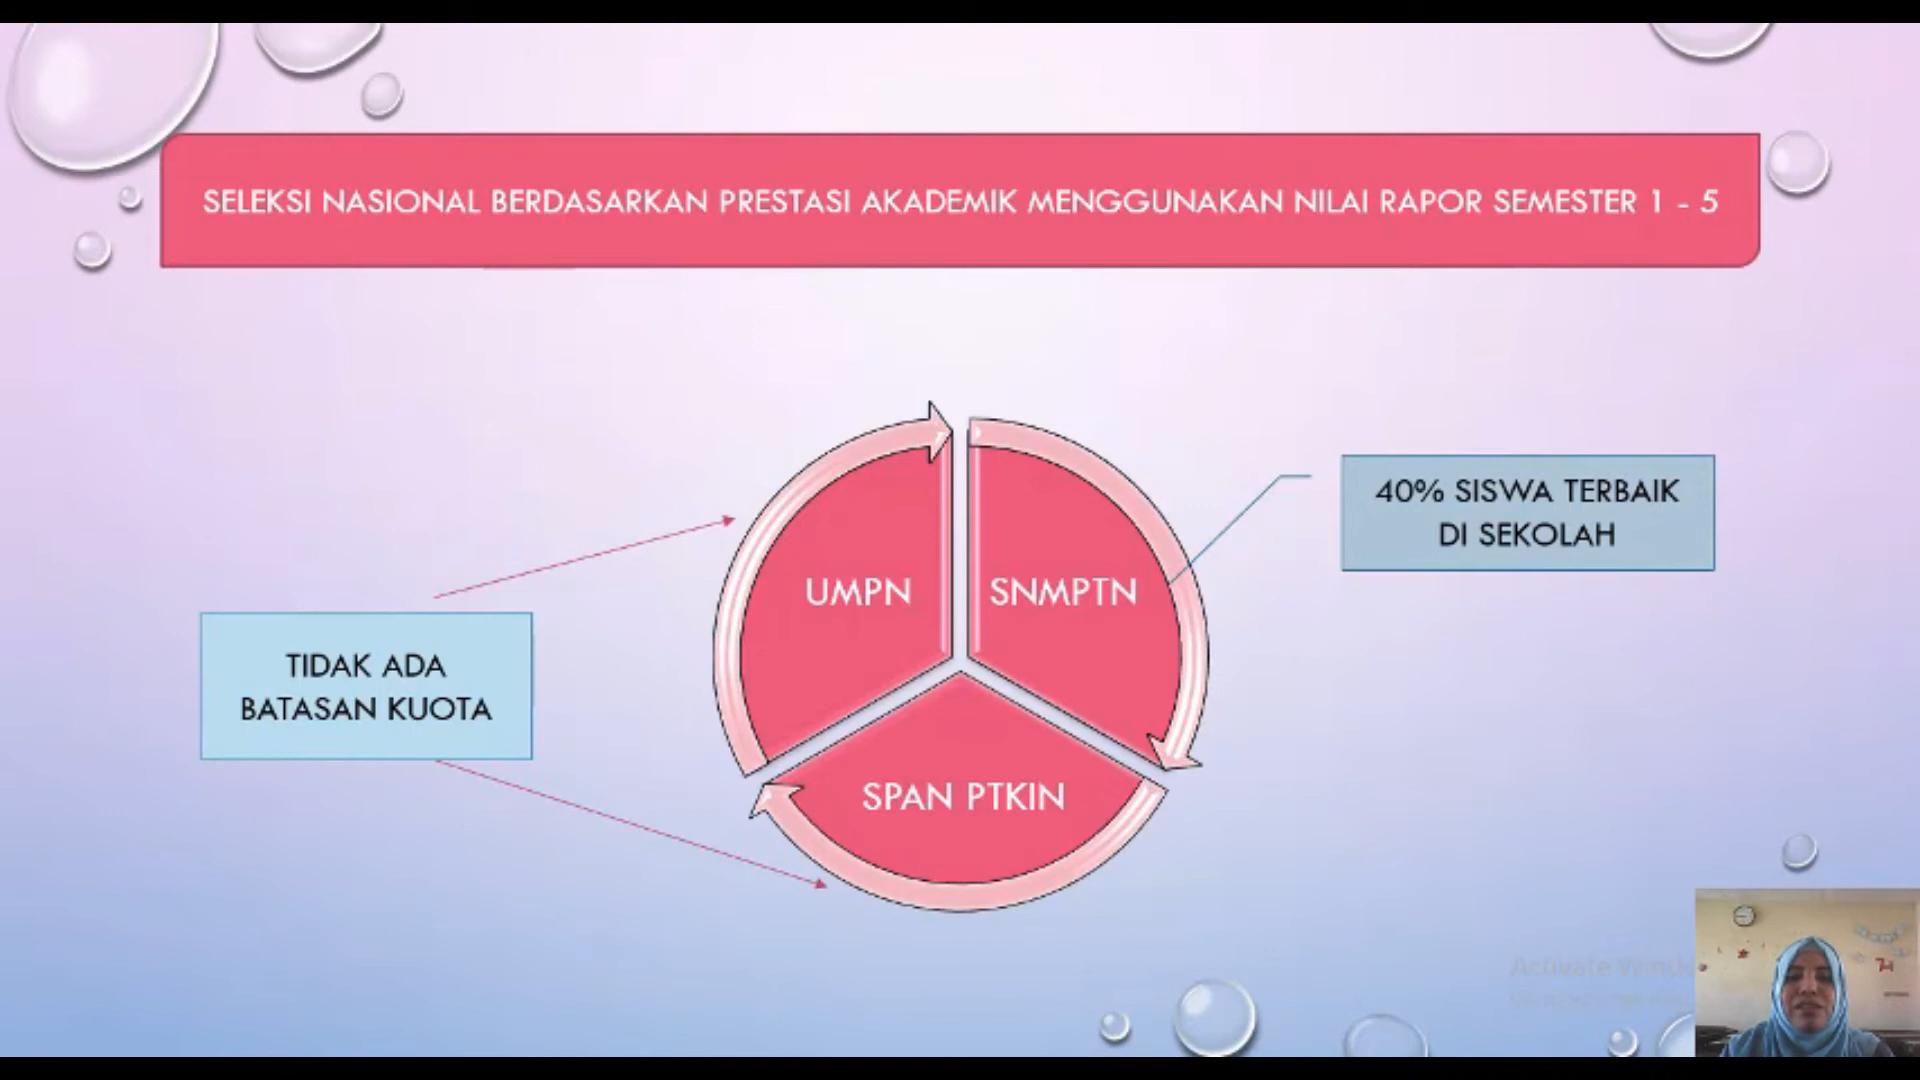 SELEKSI NASIONAL BERDASARKAN PRESTASI AKADEMIK MENGGUNAKAN NILAI RAPOR SEMESTER 1 - 5
40% SISWA TERBAIK
DI SEKOLAH
UMPN
SNMPTN
TIDAK ADA
BATASAN KUOTA
SPAN PTKIN
Activate